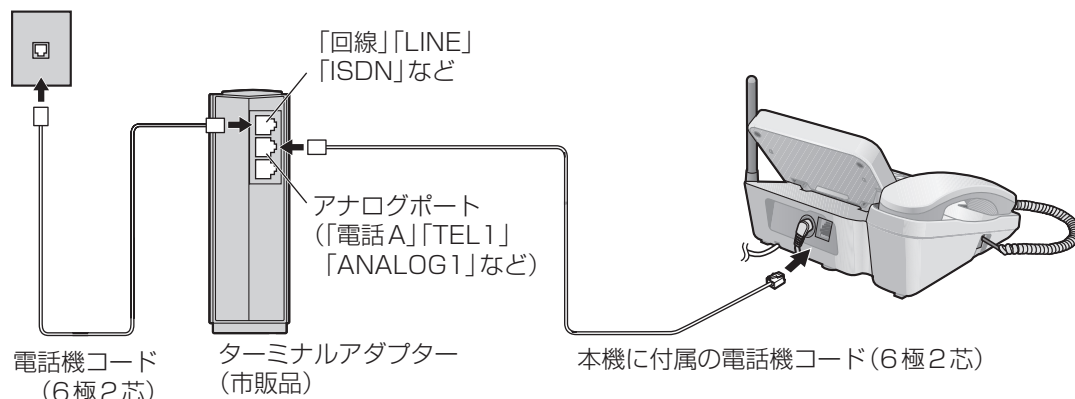 「回線」「LINE」
「ISDN」など
アナログポート
（「電話A」「TEL1」
「ANALOG1」など）
電話機コード
（6極2芯）
ターミナルアダプター
（市販品）
本機に付属の電話機コード（6極2芯）